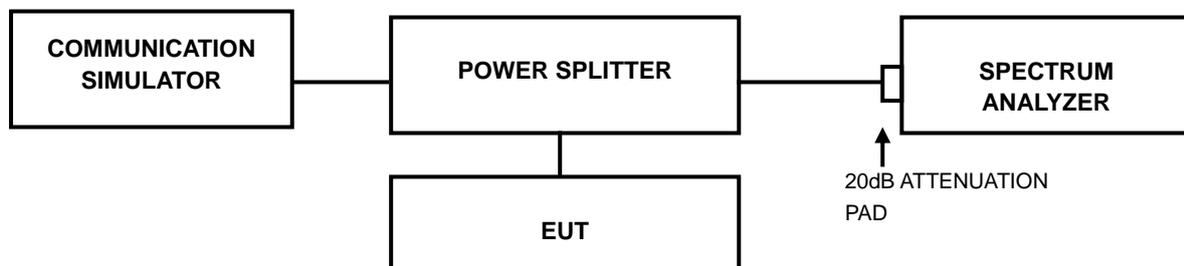 COMMUNICATION
SIMULATOR
POWER SPLITTER
SPECTRUM
ANALYZER
20dB ATTENUATION
PAD
EUT